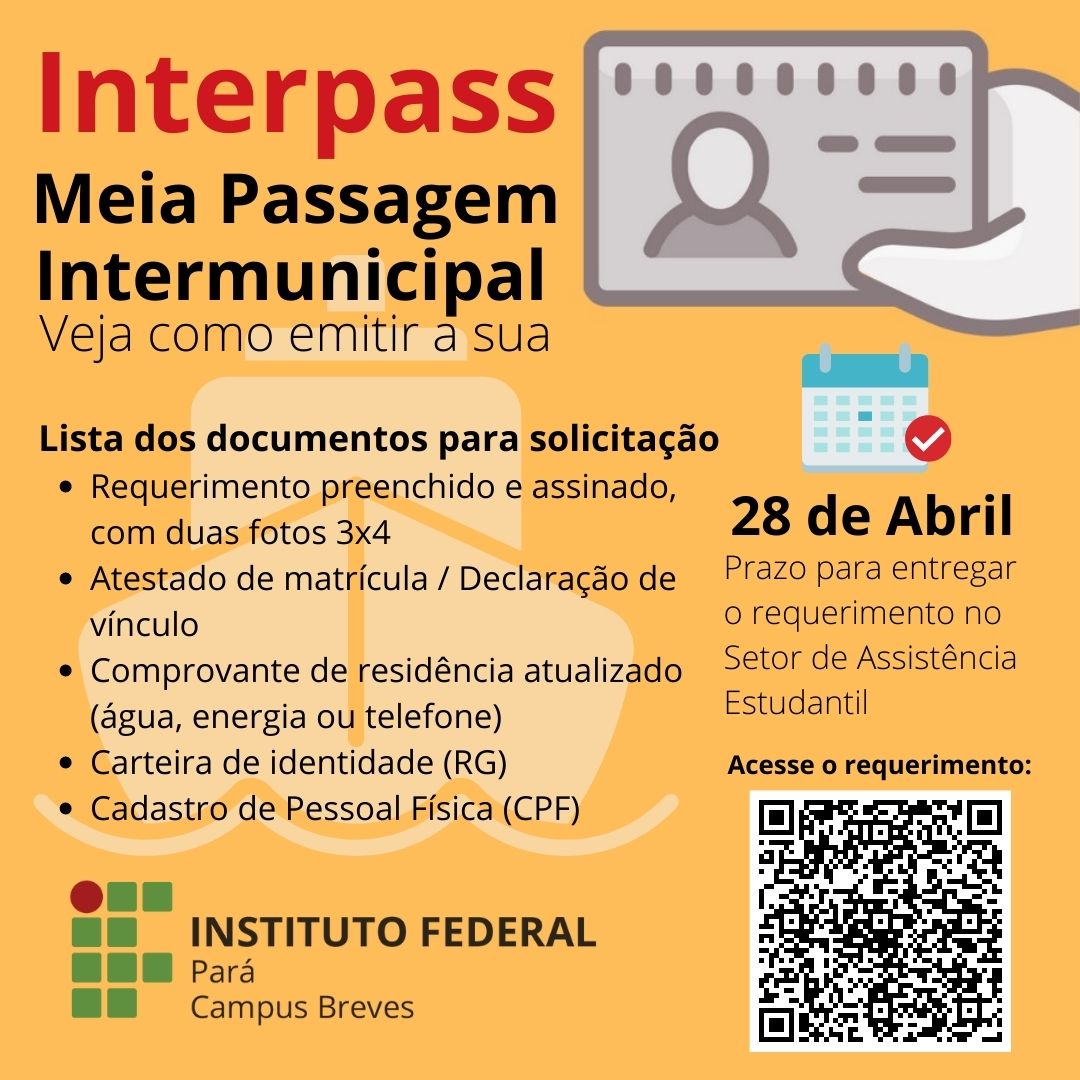 Interpass
Meia Passagem
Intermunicipal
Veja como emitir a sua
Lista dos documentos para solicitação
• Requerimento preenchido e assinado,
com duas fotos 3x4
• Atestado de matrícula / Declaração de
vínculo
• Comprovante de residência atualizado
(água, energia ou telefone)
• Carteira de identidade (RG)
• Cadastro de Pessoal Física (CPF)
28 de Abril
Prazo para entregar
o requerimento no
Setor de Assistência
Estudantil
Acesse o requerimento:
INSTITUTO FEDERAL
Pará
Campus Breves